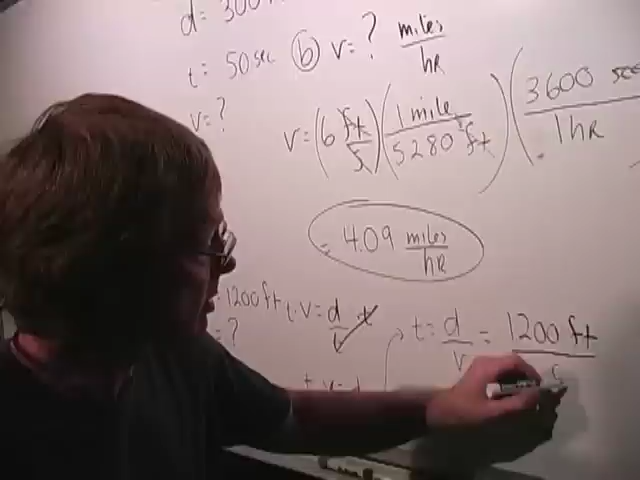 d= 300
t= 50 sec (b) v=? miles/hr
v=?
v=(6 ft/s)(1 mile/5280 ft)(3600 sec/1 hr
= 4.09 miles/hr
1200 ft t·v= d/t t
= ?
t= d/v = 1200 ft
t v=d